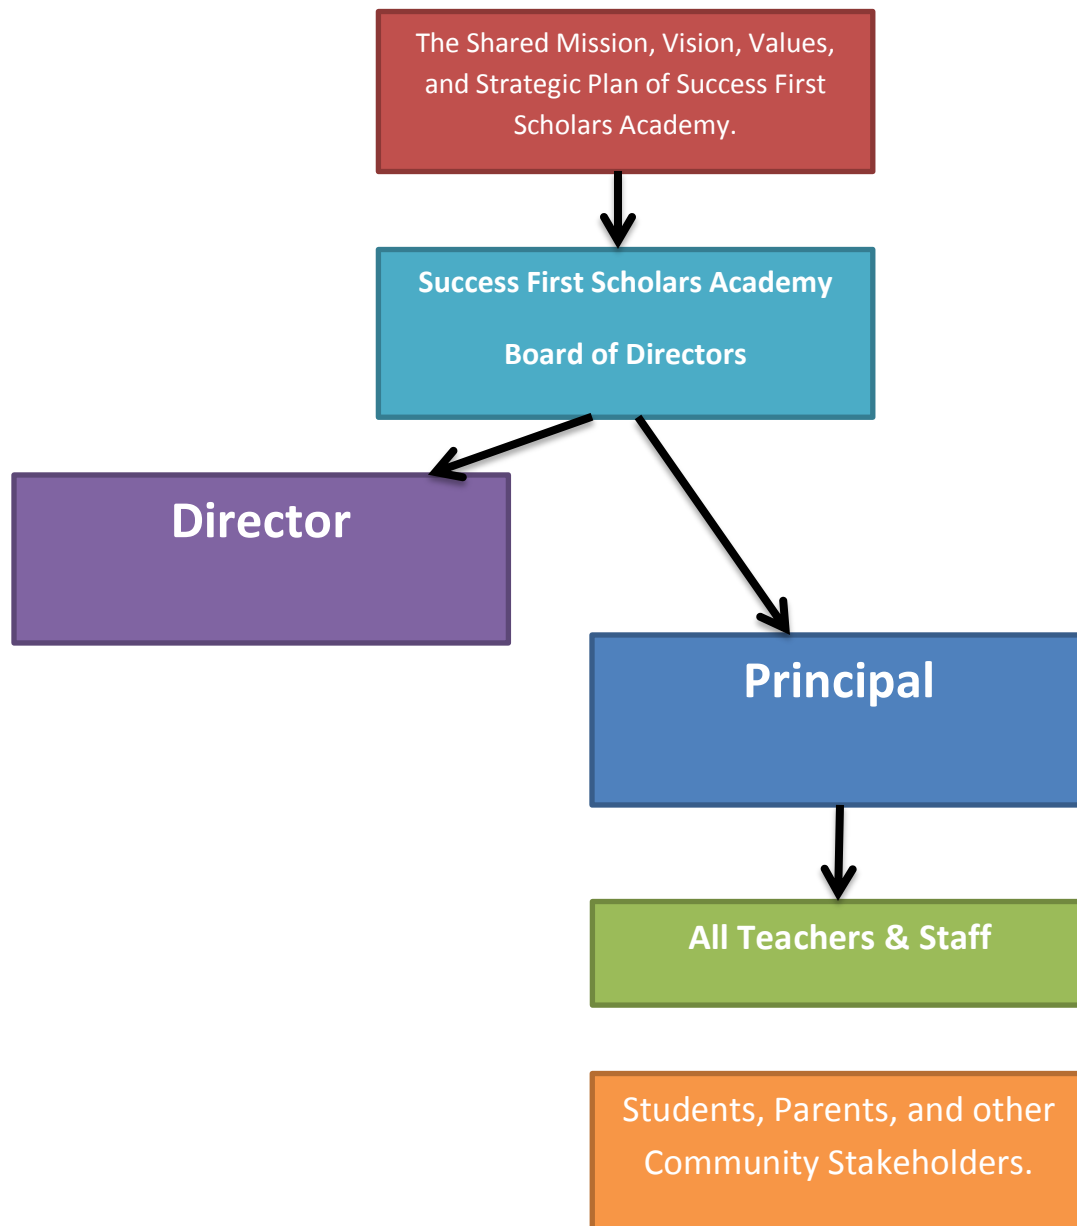 The Shared Mission, Vision, Values,
and Strategic Plan of Success First
Scholars Academy.
Success First Scholars Academy
Board of Directors
Director
Principal
All Teachers & Staff
Students, Parents, and other
Community Stakeholders.